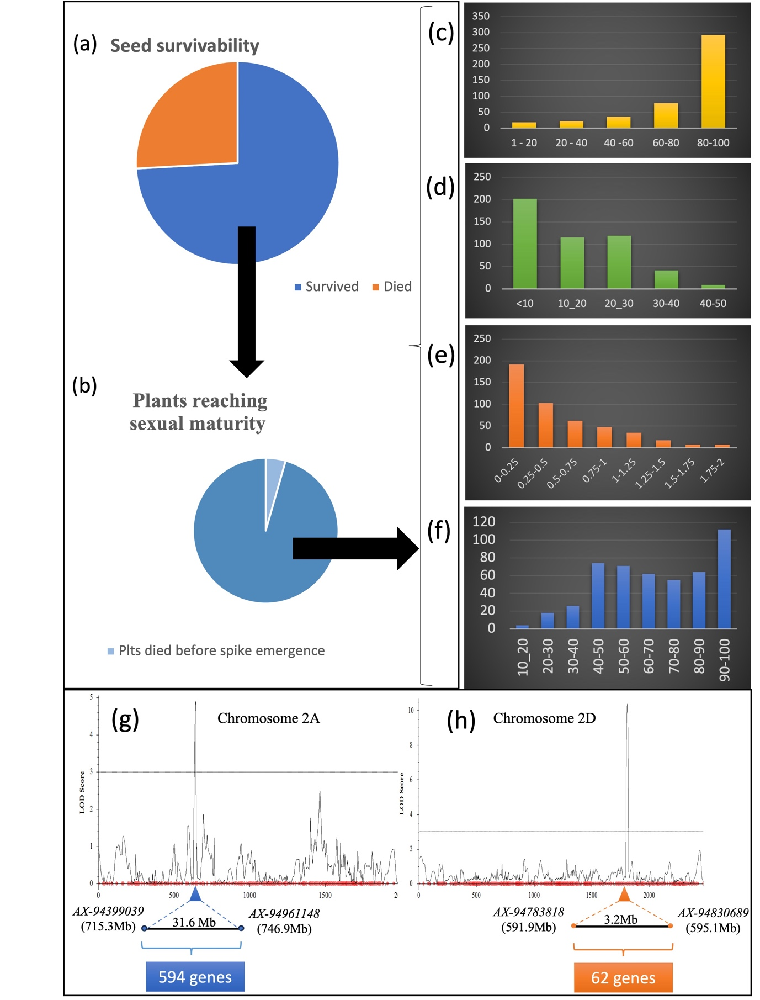 (a) Seed survivability
Survived Died
(b)
Plants reaching
sexual maturity
Plts died before spike emergence
(c)
350
300
250
200
150
100
50
0
1 - 20 20 - 40 40 -60 60-80 80-100
(d)
250
200
150
100
50
0
<10 10_20 20_30 30-40 40-50
(e)
250
200
150
100
50
0
0-0.25 0.25-0.5 0.5-0.75 0.75-1 1-1.25 1.25-1.5 1.5-1.75 1.75-2
(f)
120
100
80
60
40
20
0
10_20 20-30 30-40 40-50 50-60 60-70 70-80 80-90 90-100
(g) Chromosome 2A
LOD Score
5
4
3
2
1
0
0 500 1000 1500 2
AX-94399039
(715.3Mb)
31.6 Mb
AX-94961148
(746.9Mb)
594 genes
(h) Chromosome 2D
LOD Score
10
8
6
4
2
0
0 500 1000 1500 2000
AX-94783818
(591.9Mb)
3.2Mb
AX-94830689
(595.1Mb)
62 genes